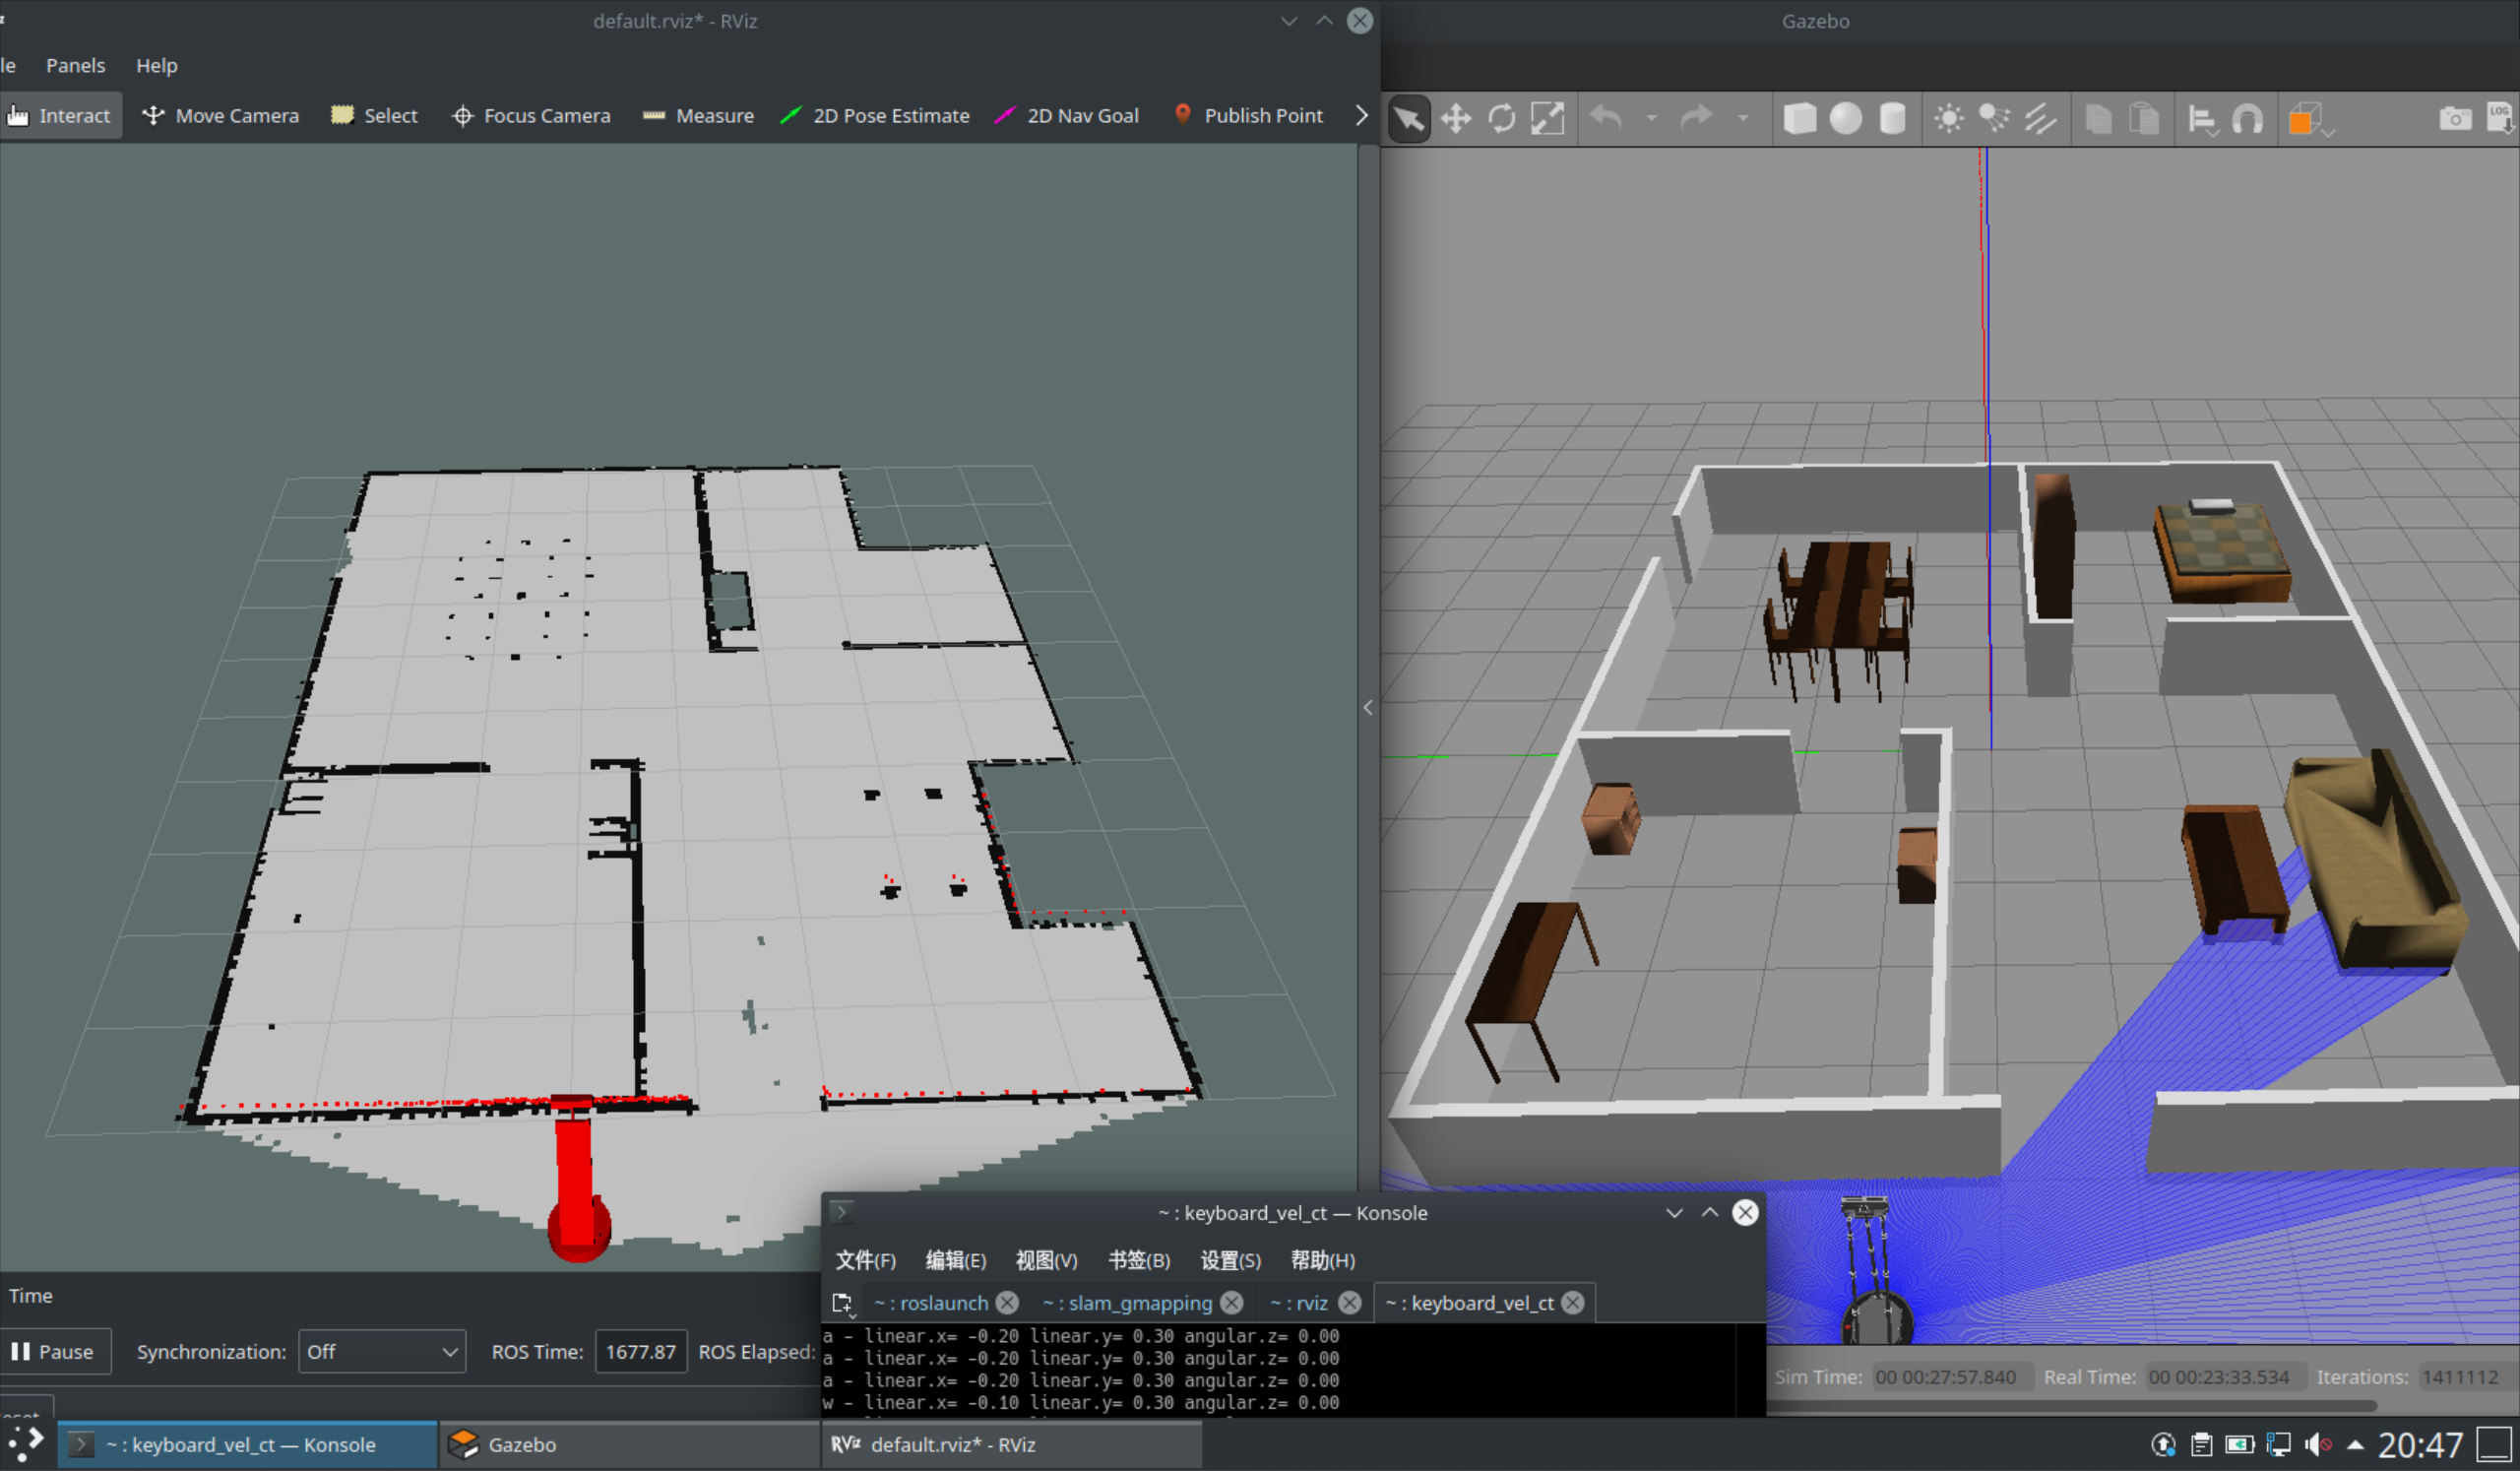 default.rviz* - RViz
Gazebo
le Panels Help
Interact Move Camera Select Focus Camera Measure 2D Pose Estimate 2D Nav Goal Publish Point
LOG
~ : keyboard_vel_ct — Konsole
文件(F) 编辑(E) 视图(V) 书签(B) 设置(S) 帮助(H)
~ : roslaunch ~ : slam_gmapping ~ : rviz ~ : keyboard_vel_ct
a - linear.x= -0.20 linear.y= 0.30 angular.z= 0.00
a - linear.x= -0.20 linear.y= 0.30 angular.z= 0.00
a - linear.x= -0.20 linear.y= 0.30 angular.z= 0.00
w - linear.x= -0.10 linear.y= 0.30 angular.z= 0.00
Time
Pause Synchronization: Off ROS Time: 1677.87 ROS Elapsed:
Sim Time: 00 00:27:57.840 Real Time: 00 00:23:33.534 Iterations: 1411112
~ : keyboard_vel_ct — Konsole
Gazebo
RViz default.rviz* - RViz
20:47